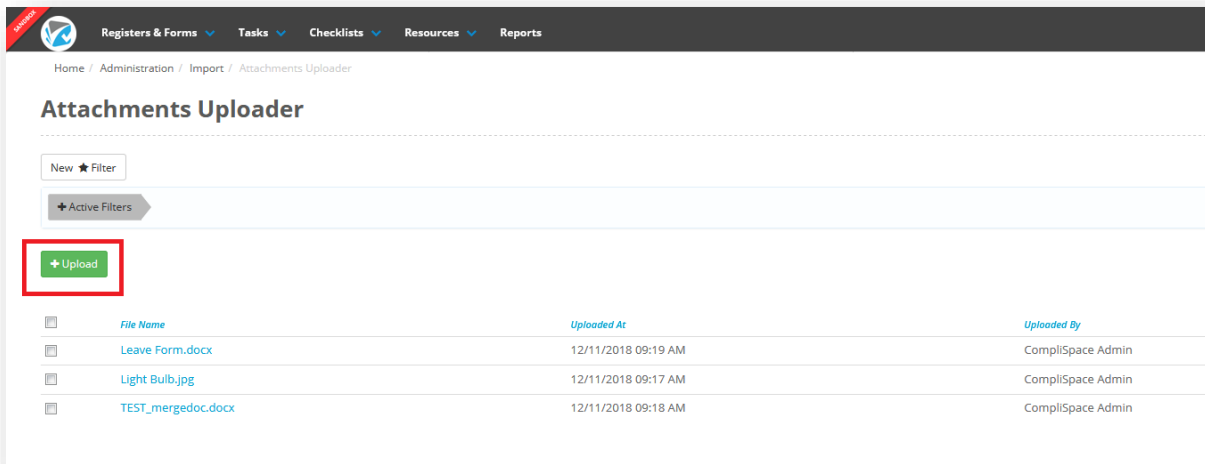 SANDBOX
Registers & Forms Tasks Checklists Resources Reports
Home / Administration / Import / Attachments Uploader
Attachments Uploader
New Filter
+ Active Filters
+ Upload
File Name Uploaded At Uploaded By
Leave Form.docx 12/11/2018 09:19 AM CompliSpace Admin
Light Bulb.jpg 12/11/2018 09:17 AM CompliSpace Admin
TEST_mergedoc.docx 12/11/2018 09:18 AM CompliSpace Admin